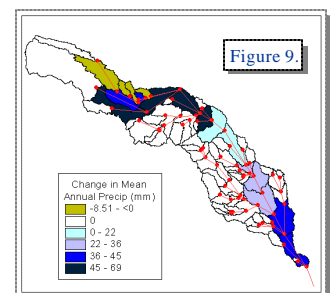 Figure 9.
Change in Mean
Annual Precip (mm)
-8.51 - <0
0
0 - 22
22 - 36
36 - 45
45 - 69